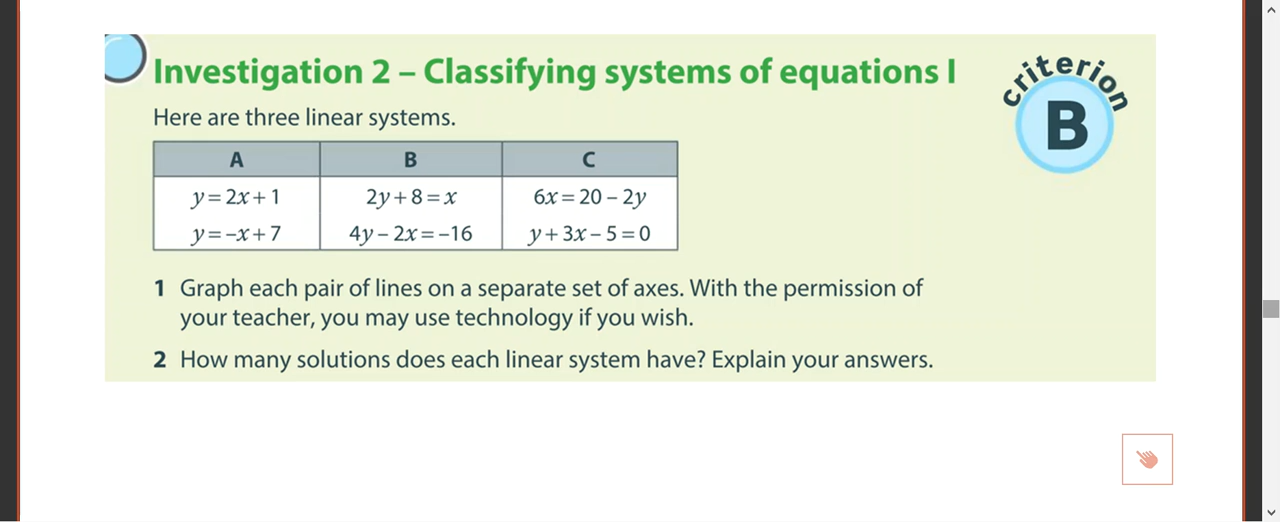 Investigation 2 – Classifying systems of equations I
criterion
B
Here are three linear systems.
A B C
y = 2x + 1 2y + 8 = x 6x = 20 – 2y
y = –x + 7 4y – 2x = –16 y + 3x – 5 = 0
1 Graph each pair of lines on a separate set of axes. With the permission of
your teacher, you may use technology if you wish.
2 How many solutions does each linear system have? Explain your answers.